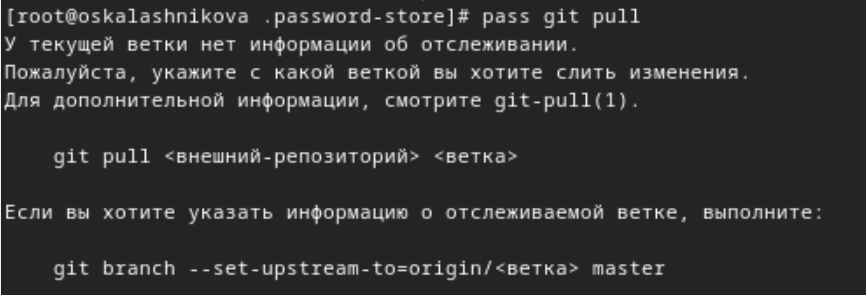 [root@oskalashnikova .password-store]# pass git pull
У текущей ветки нет информации об отслеживании.
Пожалуйста, укажите с какой веткой вы хотите слить изменения.
Для дополнительной информации, смотрите git-pull(1).
git pull <внешний-репозиторий> <ветка>
Если вы хотите указать информацию о отслеживаемой ветке, выполните:
git branch --set-upstream-to=origin/<ветка> master